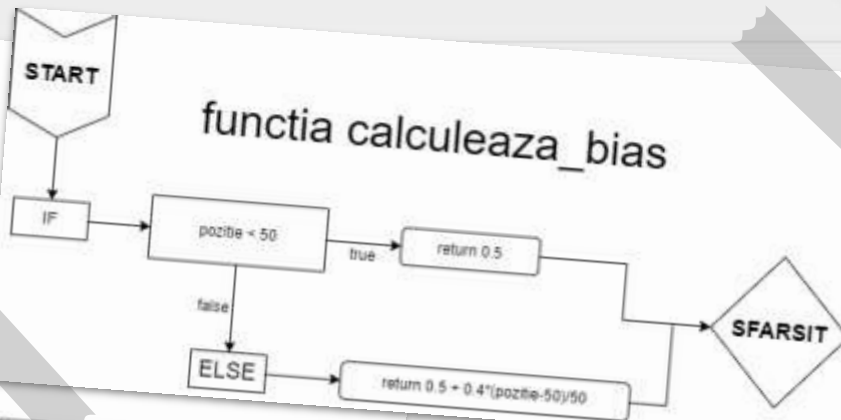 START
functia calculeaza_bias
IF
pozitie < 50
true
return 0.5
false
SFARSIT
ELSE
return 0.5 + 0.4*(pozitie-50)/50